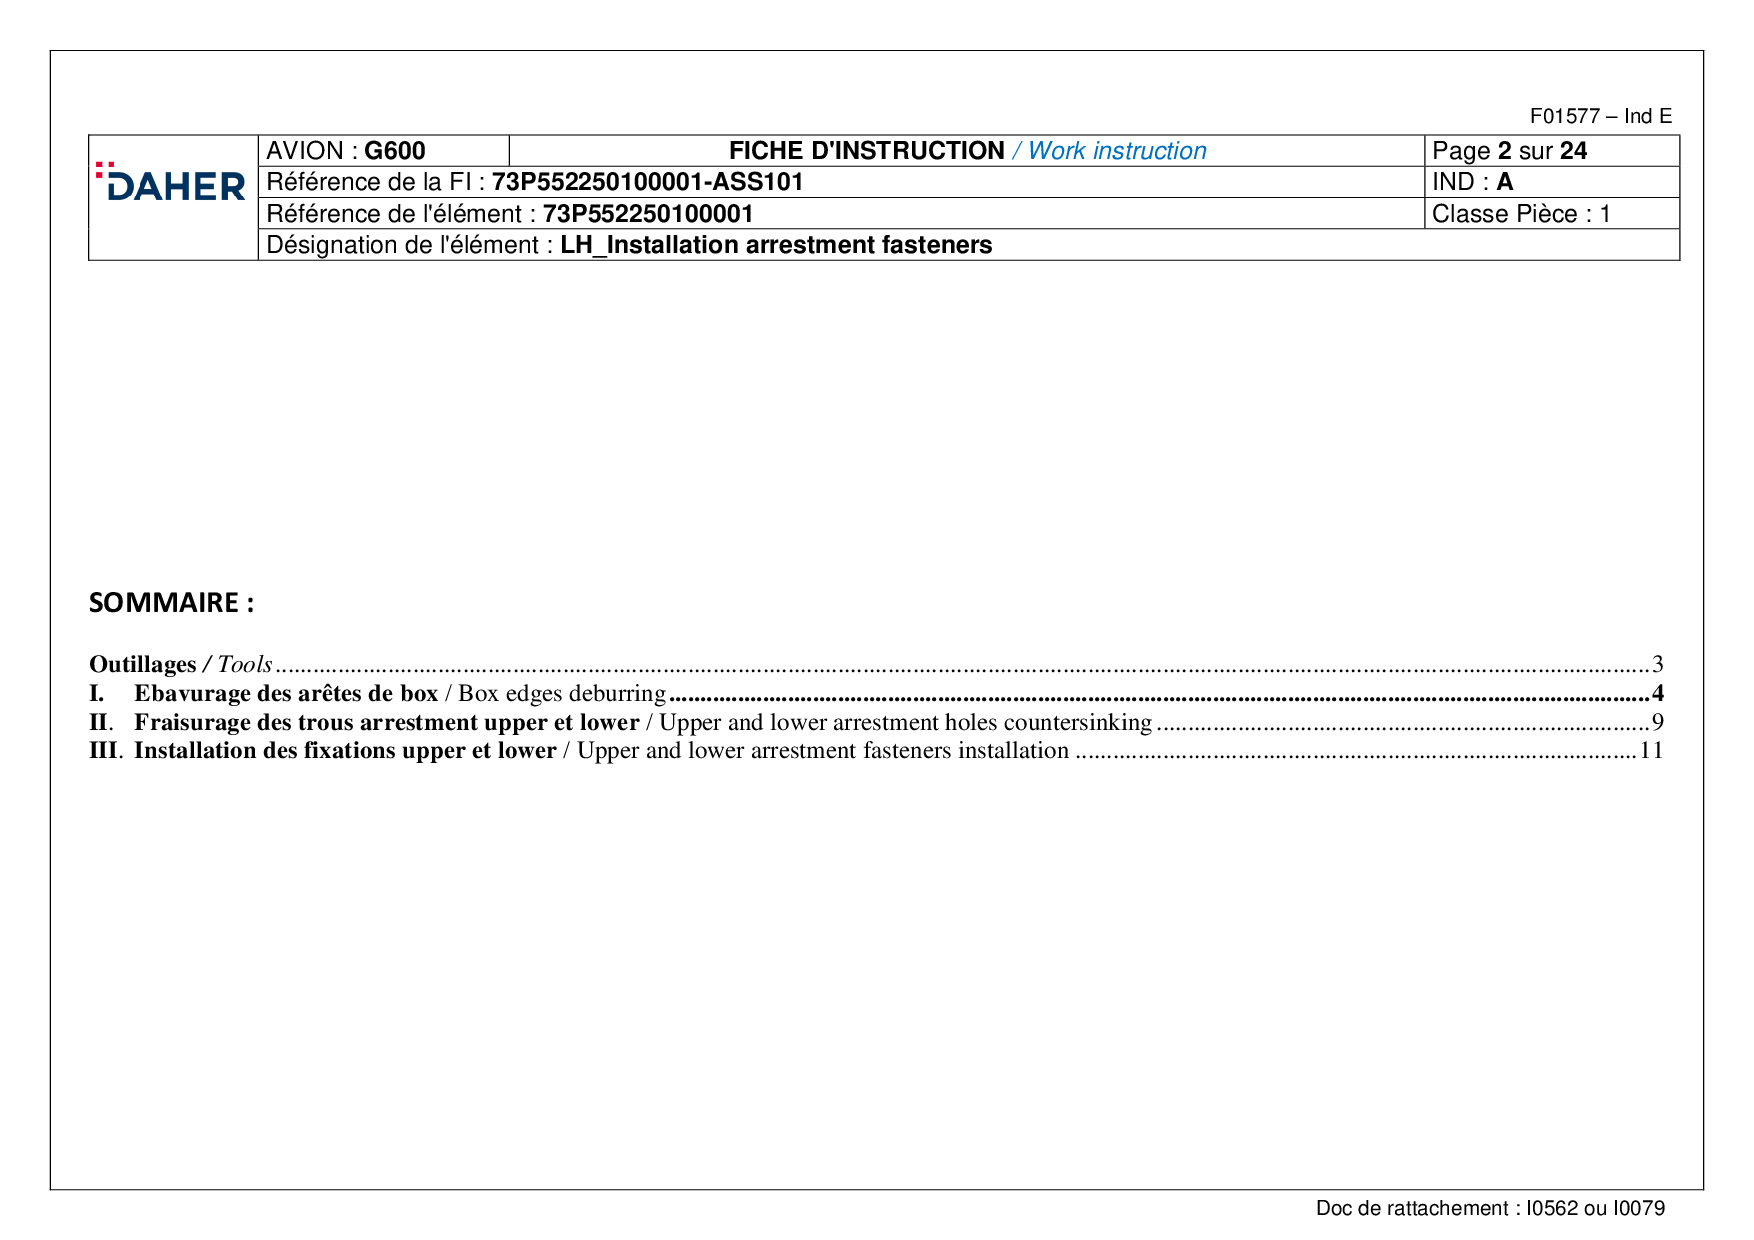 F01577 – Ind E
DAHER
AVION : G600
FICHE D'INSTRUCTION / Work instruction
Page 2 sur 24
Référence de la FI : 73P552250100001-ASS101
IND : A
Référence de l'élément : 73P552250100001
Classe Pièce : 1
Désignation de l'élément : LH_Installation arrestment fasteners
SOMMAIRE :
Outillages / Tools 3
I. Ebavurage des arêtes de box / Box edges deburring 4
II. Fraisurage des trous arrestment upper et lower / Upper and lower arrestment holes countersinking 9
III. Installation des fixations upper et lower / Upper and lower arrestment fasteners installation 11
Doc de rattachement : I0562 ou I0079